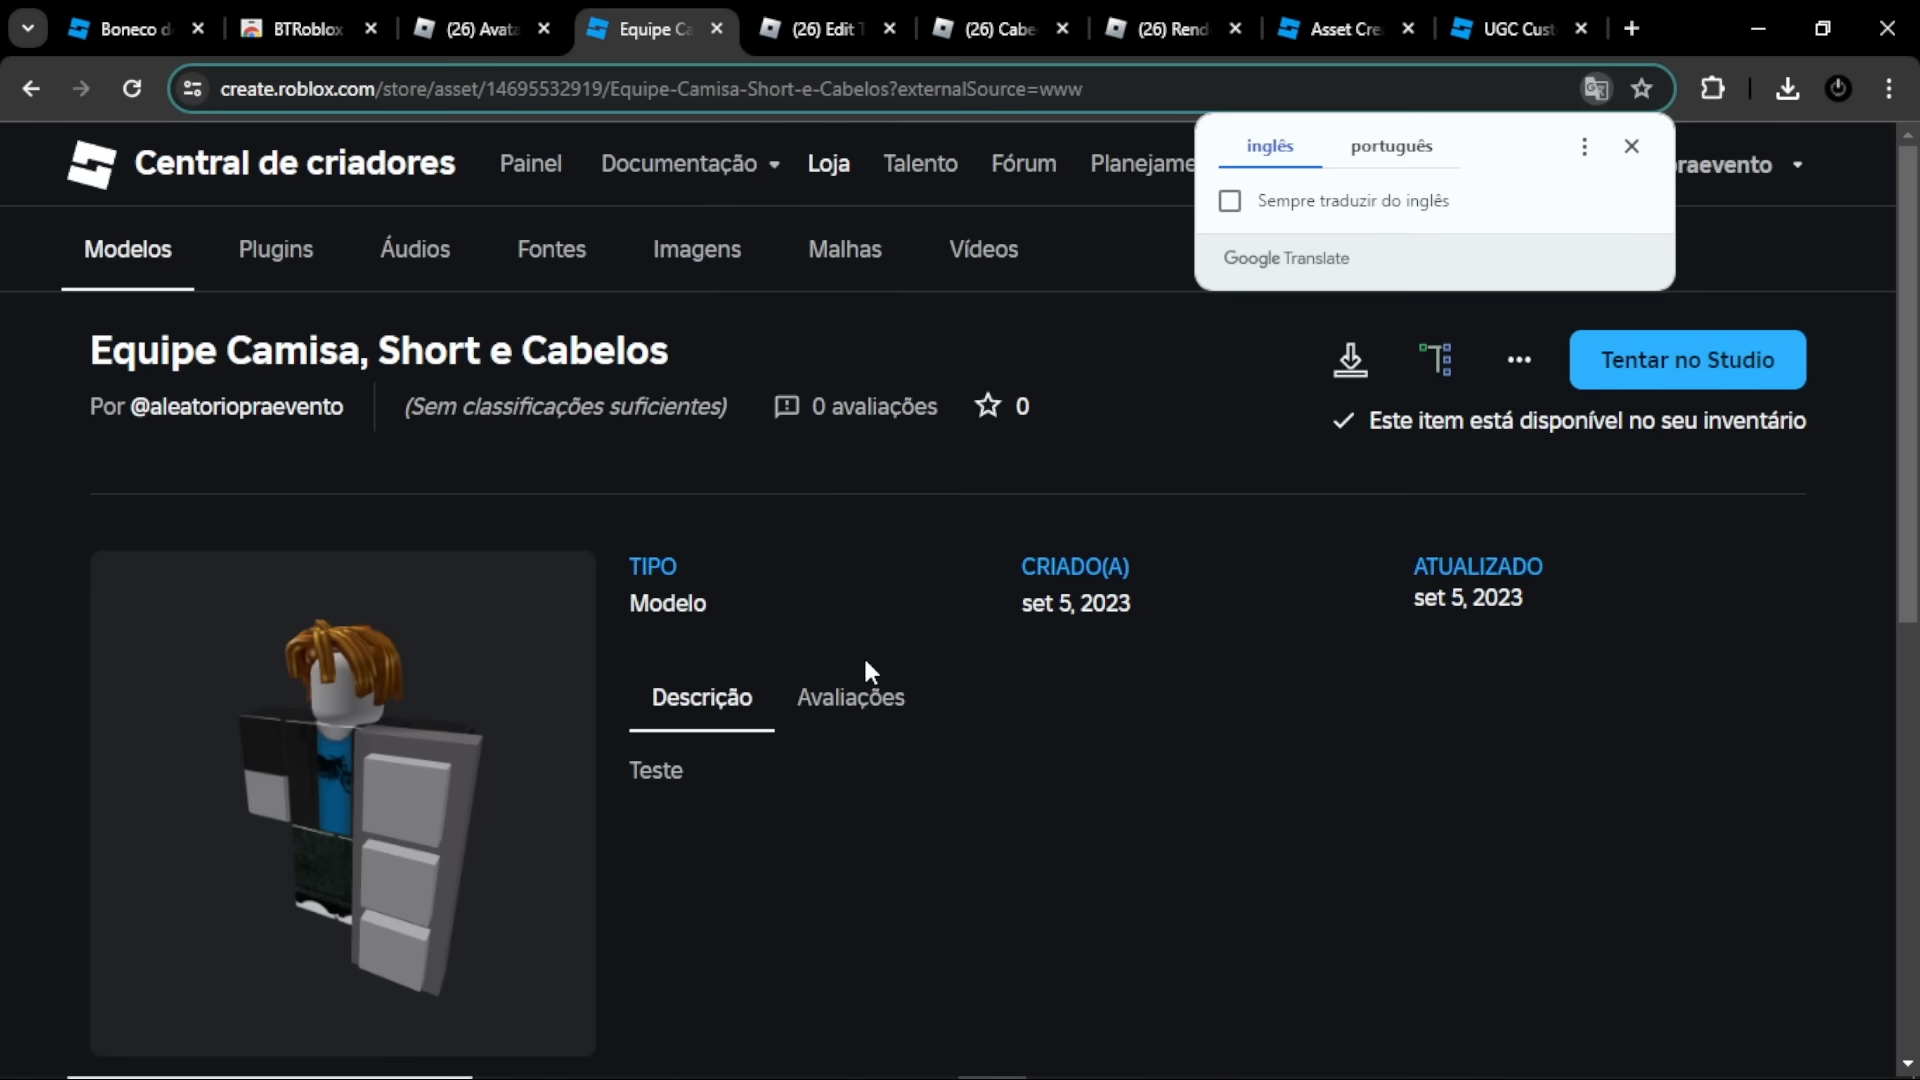 Boneco d
BTRoblox
(26) Avata
Equipe Ca
(26) Edit T
(26) Cabe
(26) Rend
Asset Cre
UGC Cust
create.roblox.com/store/asset/14695532919/Equipe-Camisa-Short-e-Cabelos?externalSource=www
inglês
português
Sempre traduzir do inglês
Google Translate
Central de criadores
Painel
Documentação
Loja
Talento
Fórum
Planejame
raevento
Modelos
Plugins
Áudios
Fontes
Imagens
Malhas
Vídeos
Equipe Camisa, Short e Cabelos
Por @aleatoriopraevento
(Sem classificações suficientes)
0 avaliações
0
Tentar no Studio
Este item está disponível no seu inventário
TIPO
Modelo
CRIADO(A)
set 5, 2023
ATUALIZADO
set 5, 2023
Descrição
Avaliações
Teste